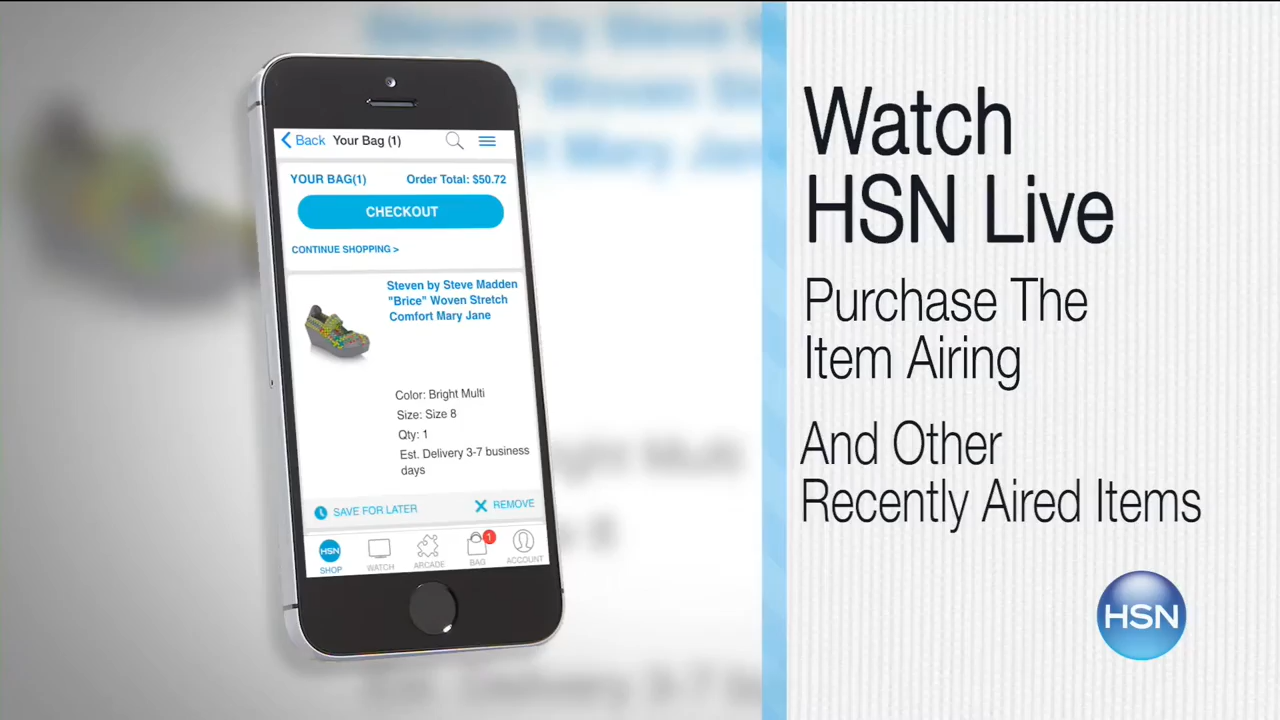 Back Your Bag (1)
YOUR BAG(1) Order Total: $50.72
CHECKOUT
CONTINUE SHOPPING >
Steven by Steve Madden
"Brice" Woven Stretch
Comfort Mary Jane
Color: Bright Multi
Size: Size 8
Qty: 1
Est. Delivery 3-7 business
days
SAVE FOR LATER REMOVE
HSN 1
SHOP WATCH ARCADE BAG ACCOUNT
Watch
HSN Live
Purchase The
Item Airing
And Other
Recently Aired Items
HSN